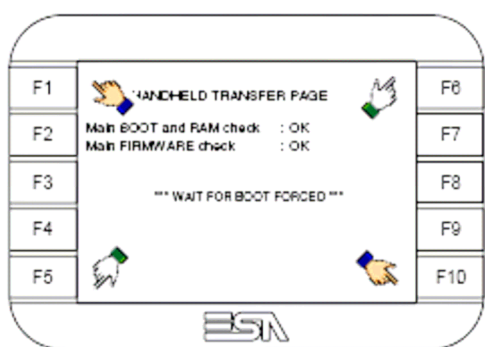 F1
F6
HANDHELD TRANSFER PAGE
F2
Main BOOT and RAM check : OK
F7
Main FIRMWARE check : OK
F3
F8
*** WAIT FOR BOOT FORCED ***
F4
F9
F5
F10
ESA